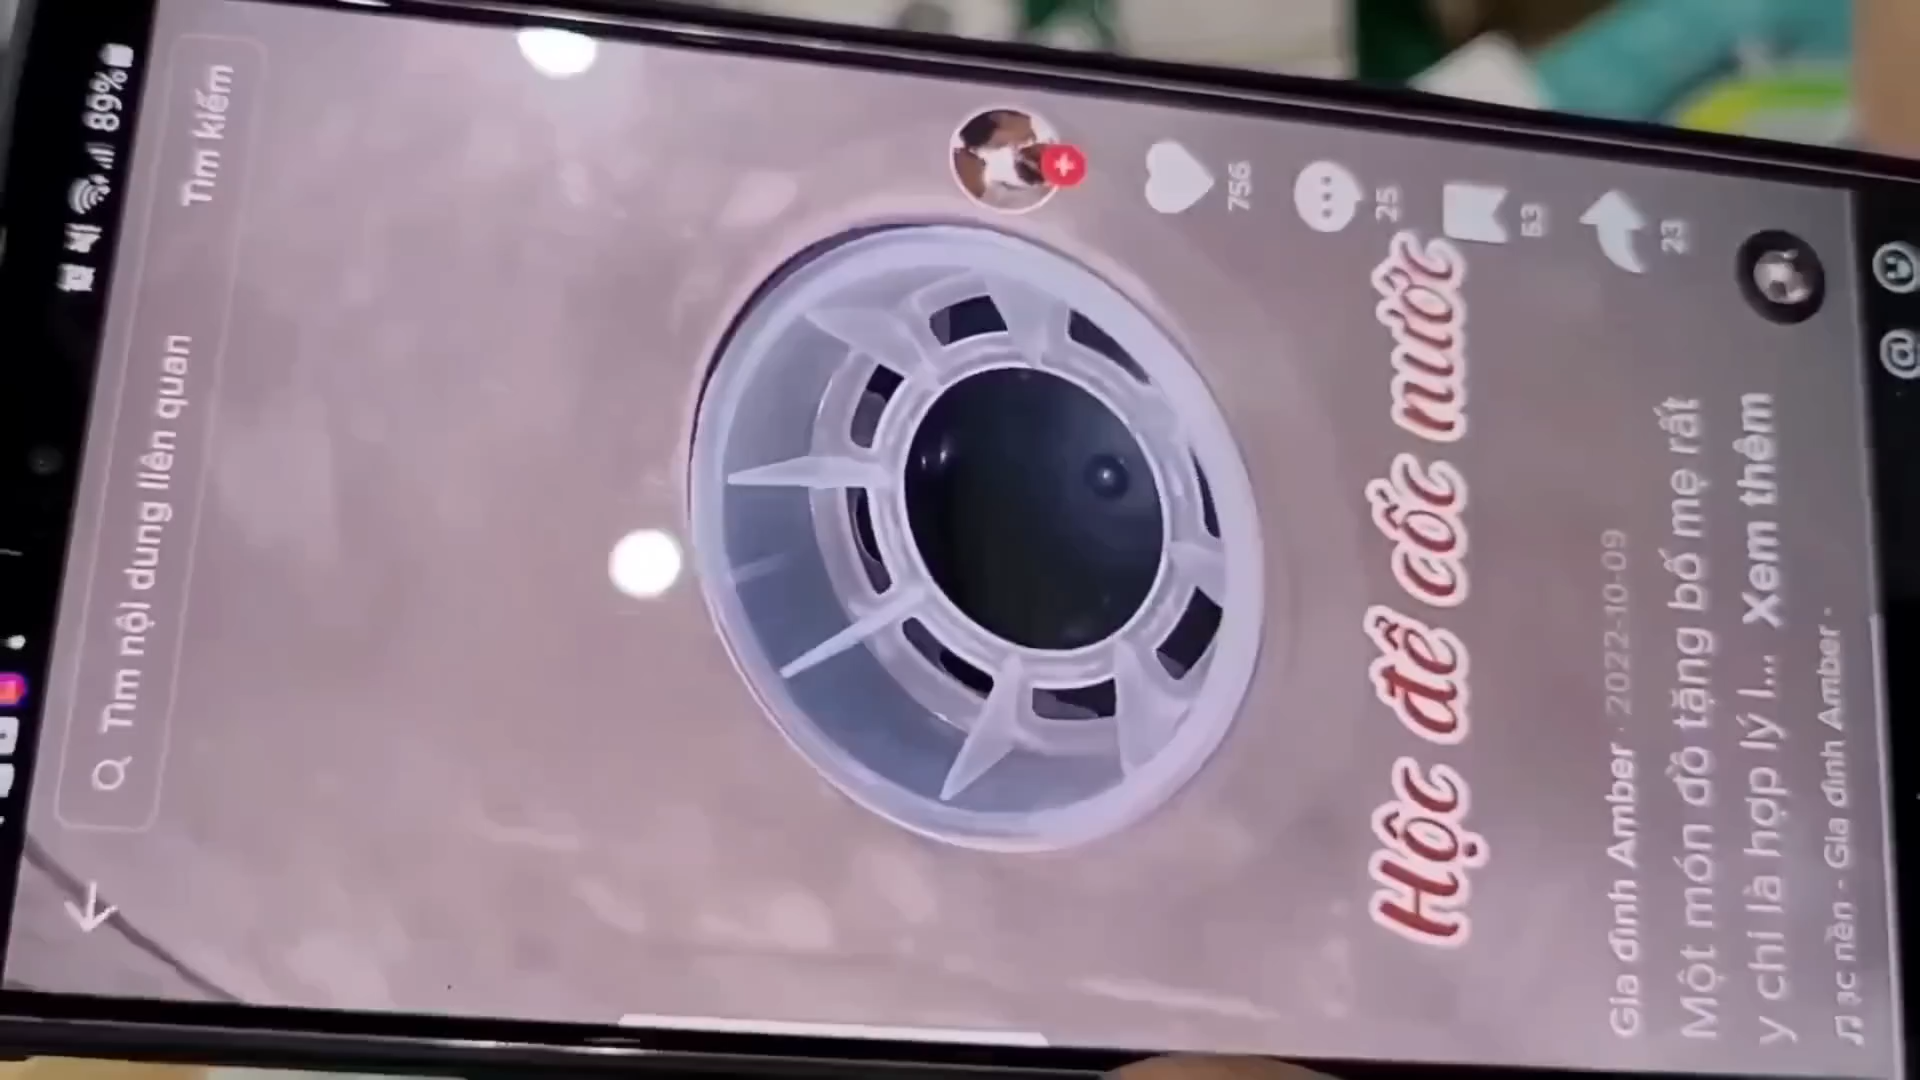 89%
Tìm nội dung liên quan
Tìm kiếm
756
25
53
23
Hộc để cốc nước
Gia đình Amber · 2022-10-09
Một món đồ tặng bố mẹ rất
ý chí là hợp lý l... Xem thêm
ạc nền - Gia đình Amber ·
@